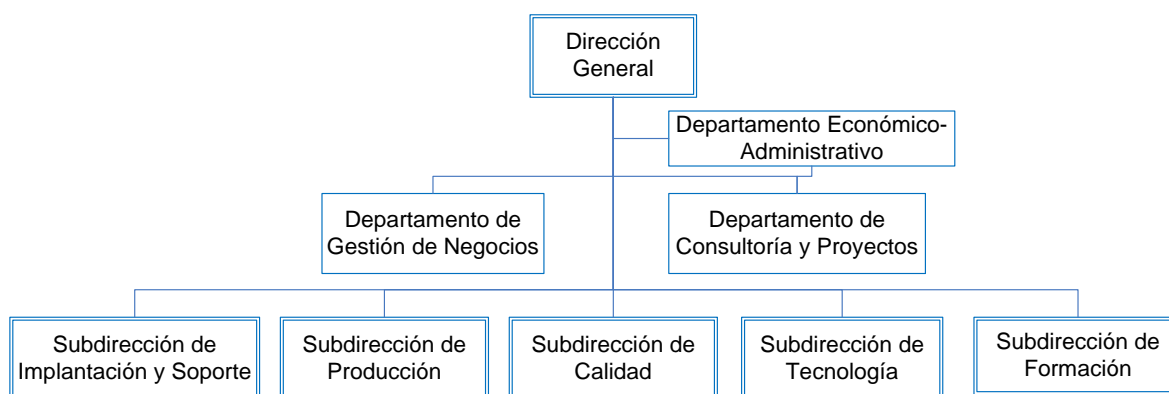 Dirección
General
Departamento Económico-
Administrativo
Departamento de
Gestión de Negocios
Departamento de
Consultoría y Proyectos
Subdirección de
Implantación y Soporte
Subdirección de
Producción
Subdirección de
Calidad
Subdirección de
Tecnología
Subdirección de
Formación